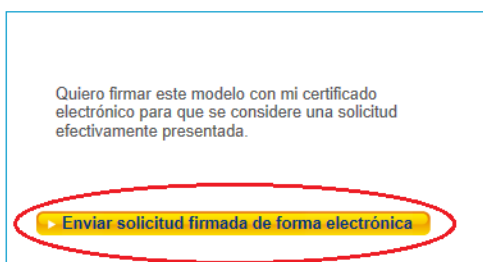 Quiero firmar este modelo con mi certificado
electrónico para que se considere una solicitud
efectivamente presentada.
Enviar solicitud firmada de forma electrónica